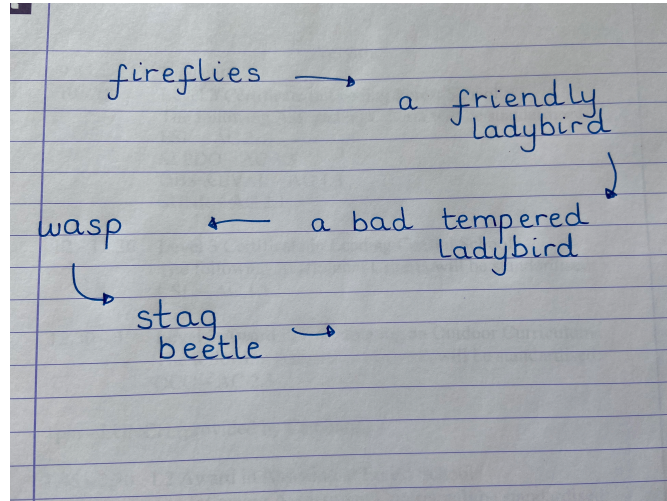 fireflies →
a friendly
ladybird
wasp ← a bad tempered
ladybird
stag →
beetle